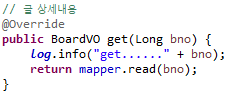 // 글 상세내용
@Override
public BoardVO get(Long bno) {
    log.info("get......" + bno);
    return mapper.read(bno);
}